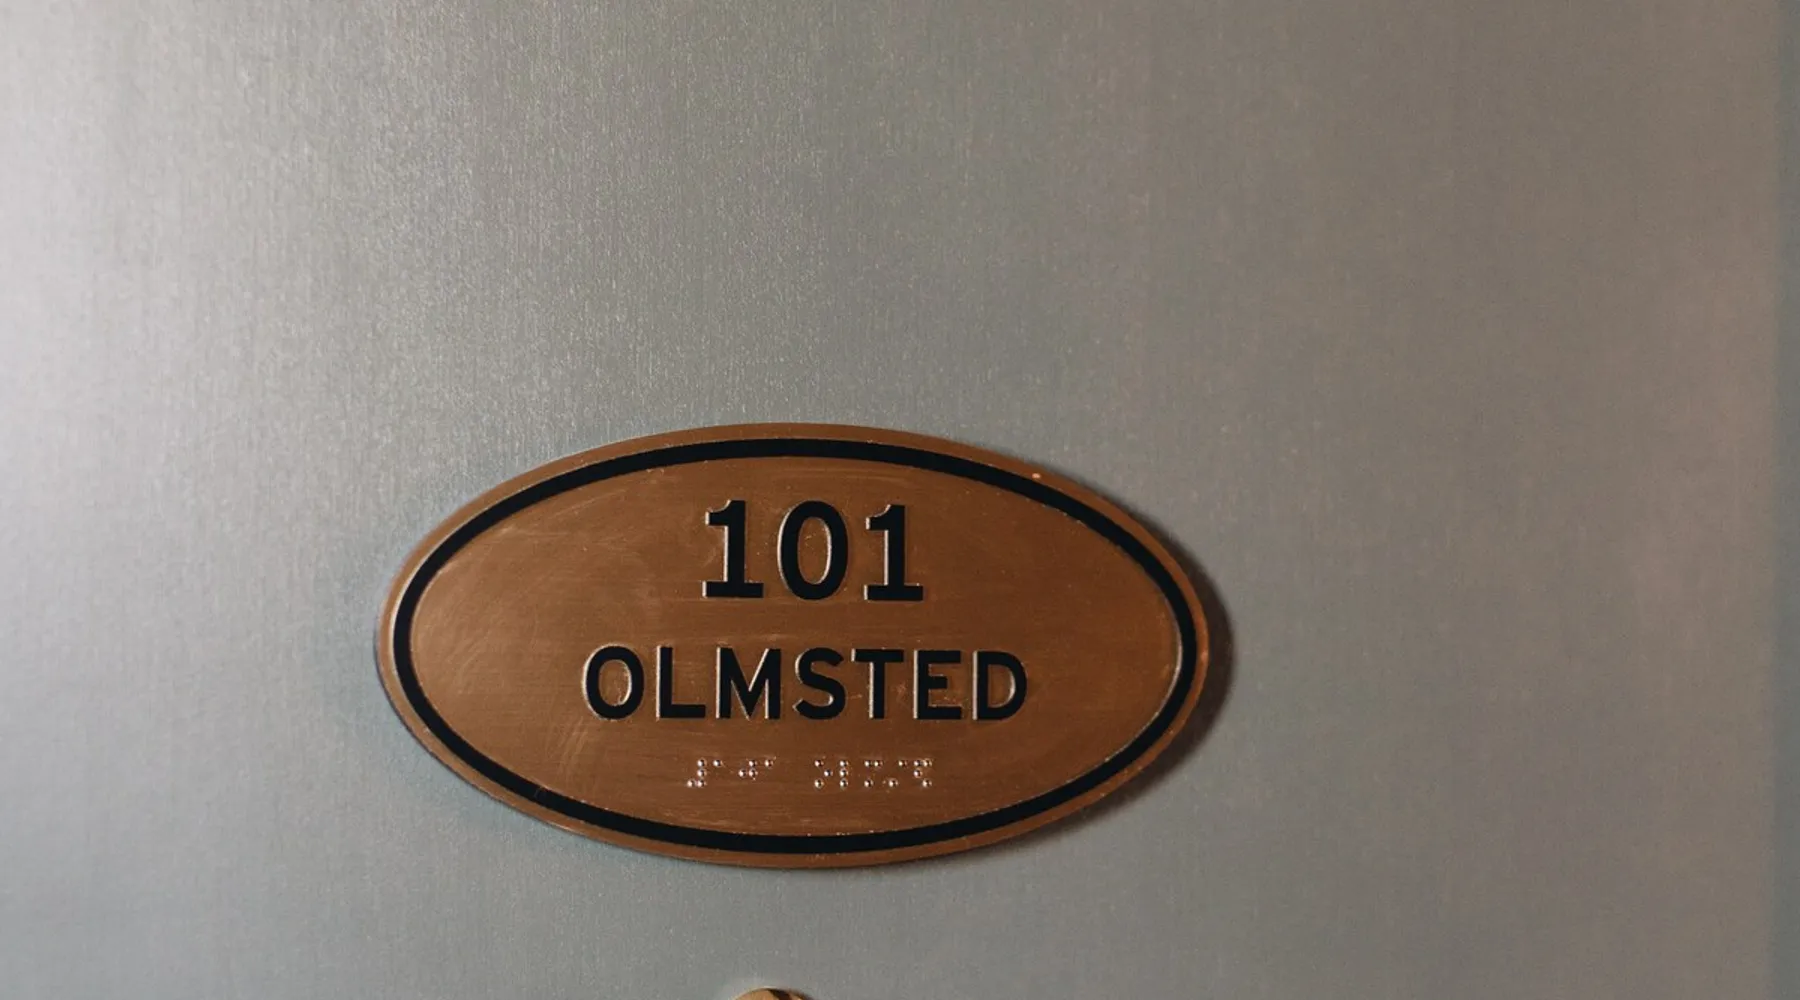 101
OLMSTED
⠼⠁⠚⠁ ⠕⠇⠍⠎⠞⠫